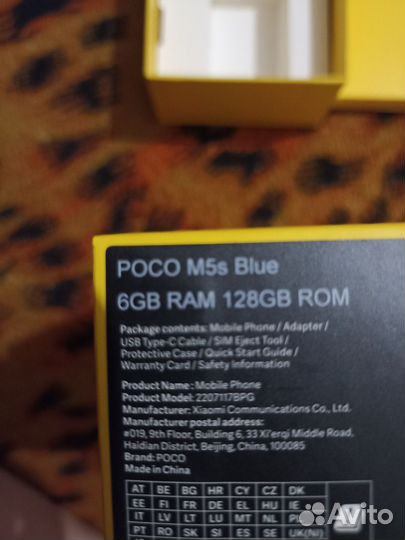 POCO M5s Blue
6GB RAM 128GB ROM
Package contents: Mobile Phone / Adapter /
USB Type-C Cable / SIM Eject Tool /
Protective Case / Quick Start Guide /
Warranty Card / Safety Information
Product Name: Mobile Phone
Product Model: 2207117BPG
Manufacturer: Xiaomi Communications Co., Ltd.
Manufacturer postal address:
#019, 9th Floor, Building 6, 33 Xi'erqi Middle Road,
Haidian District, Beijing, China, 100085
Brand: POCO
Made in China
AT BE BG HR CY CZ DK
EE FI FR DE EL HU IE
IT LV LT LU MT NL
PT RO SK SI ES SE UK(NI)
Avito